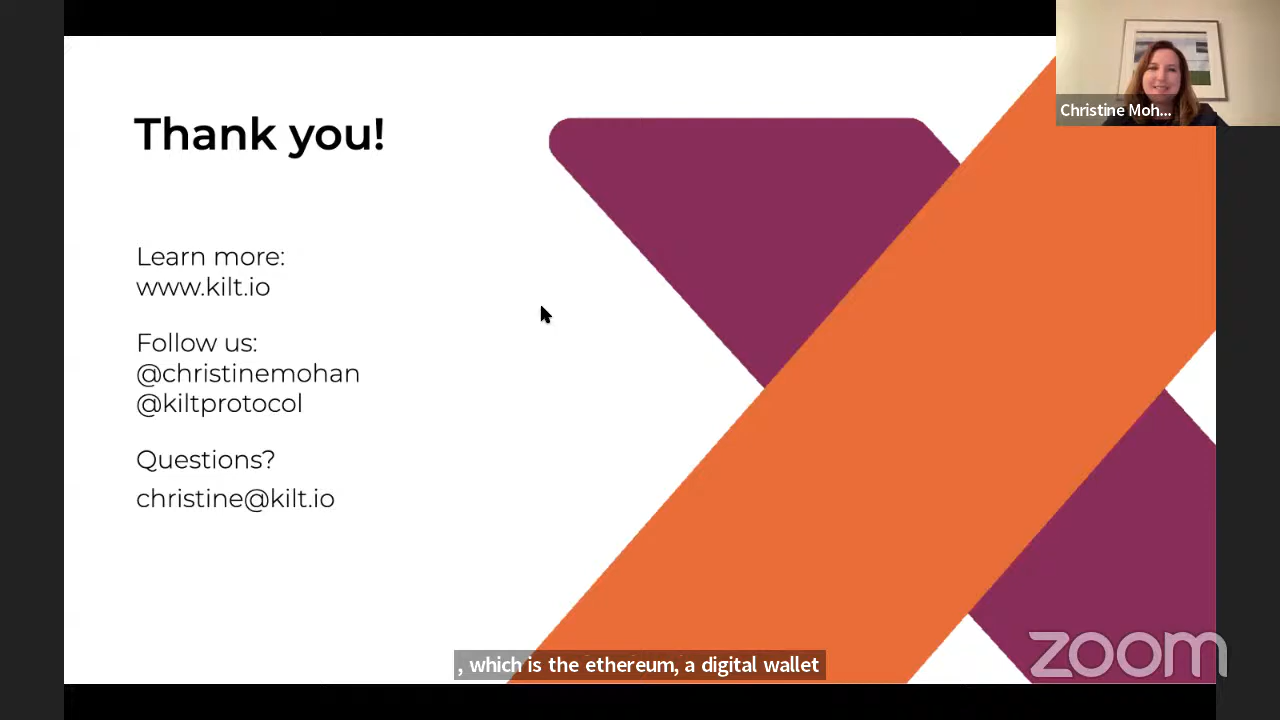 Thank you!
Learn more:
www.kilt.io
Follow us:
@christinemohan
@kiltprotocol
Questions?
christine@kilt.io
Christine Moh...
, which is the ethereum, a digital wallet
zoom